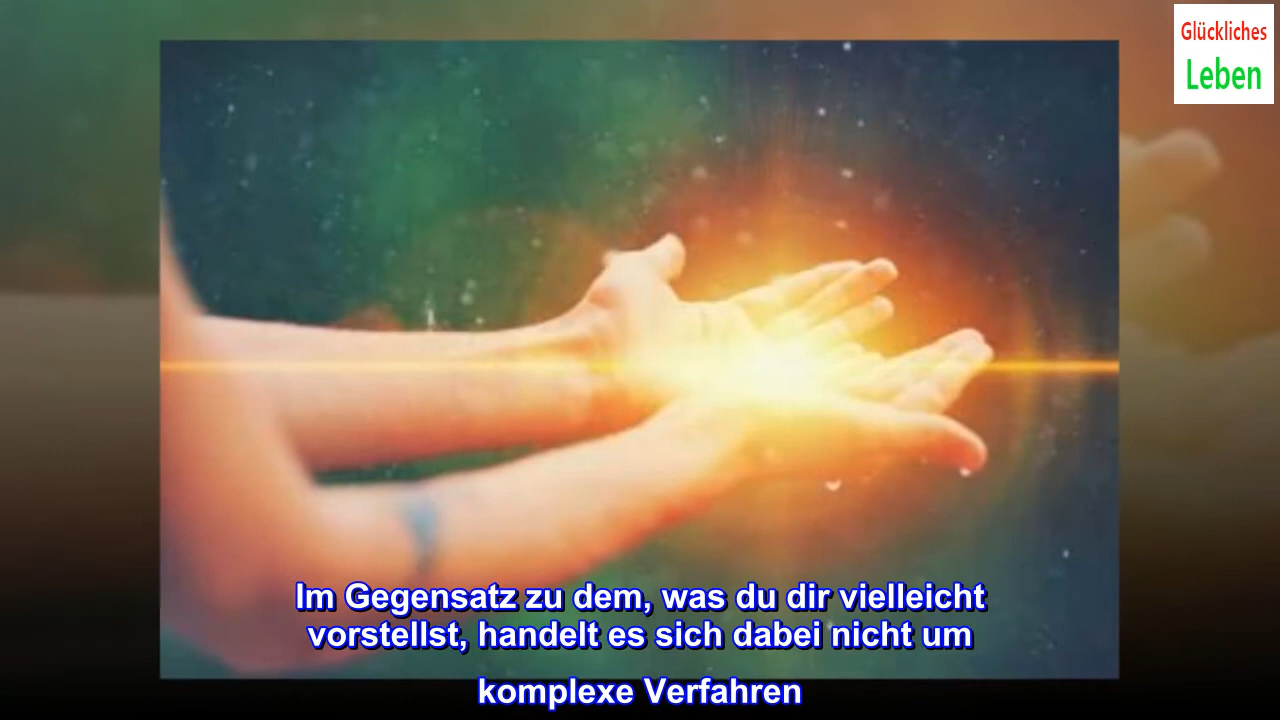 Glückliches
Leben
Im Gegensatz zu dem, was du dir vielleicht
vorstellst, handelt es sich dabei nicht um
komplexe Verfahren